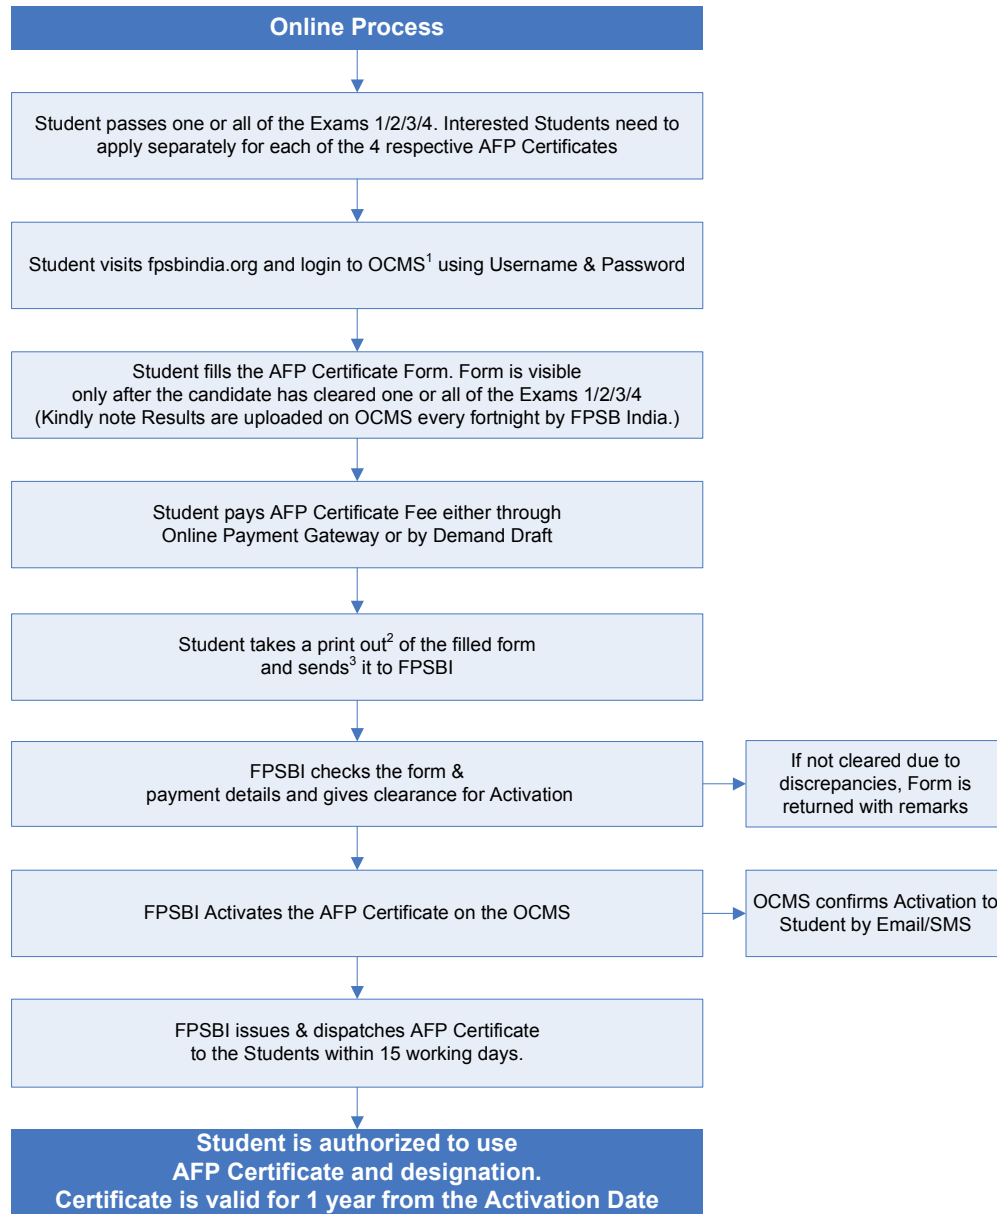 Online Process
Student passes one or all of the Exams 1/2/3/4. Interested Students need to
apply separately for each of the 4 respective AFP Certificates
Student visits fpsbindia.org and login to OCMS¹ using Username & Password
Student fills the AFP Certificate Form. Form is visible
only after the candidate has cleared one or all of the Exams 1/2/3/4
(Kindly note Results are uploaded on OCMS every fortnight by FPSB India.)
Student pays AFP Certificate Fee either through
Online Payment Gateway or by Demand Draft
Student takes a print out² of the filled form
and sends³ it to FPSBI
FPSBI checks the form &
payment details and gives clearance for Activation
If not cleared due to
discrepancies, Form is
returned with remarks
FPSBI Activates the AFP Certificate on the OCMS
OCMS confirms Activation to
Student by Email/SMS
FPSBI issues & dispatches AFP Certificate
to the Students within 15 working days.
Student is authorized to use
AFP Certificate and designation.
Certificate is valid for 1 year from the Activation Date